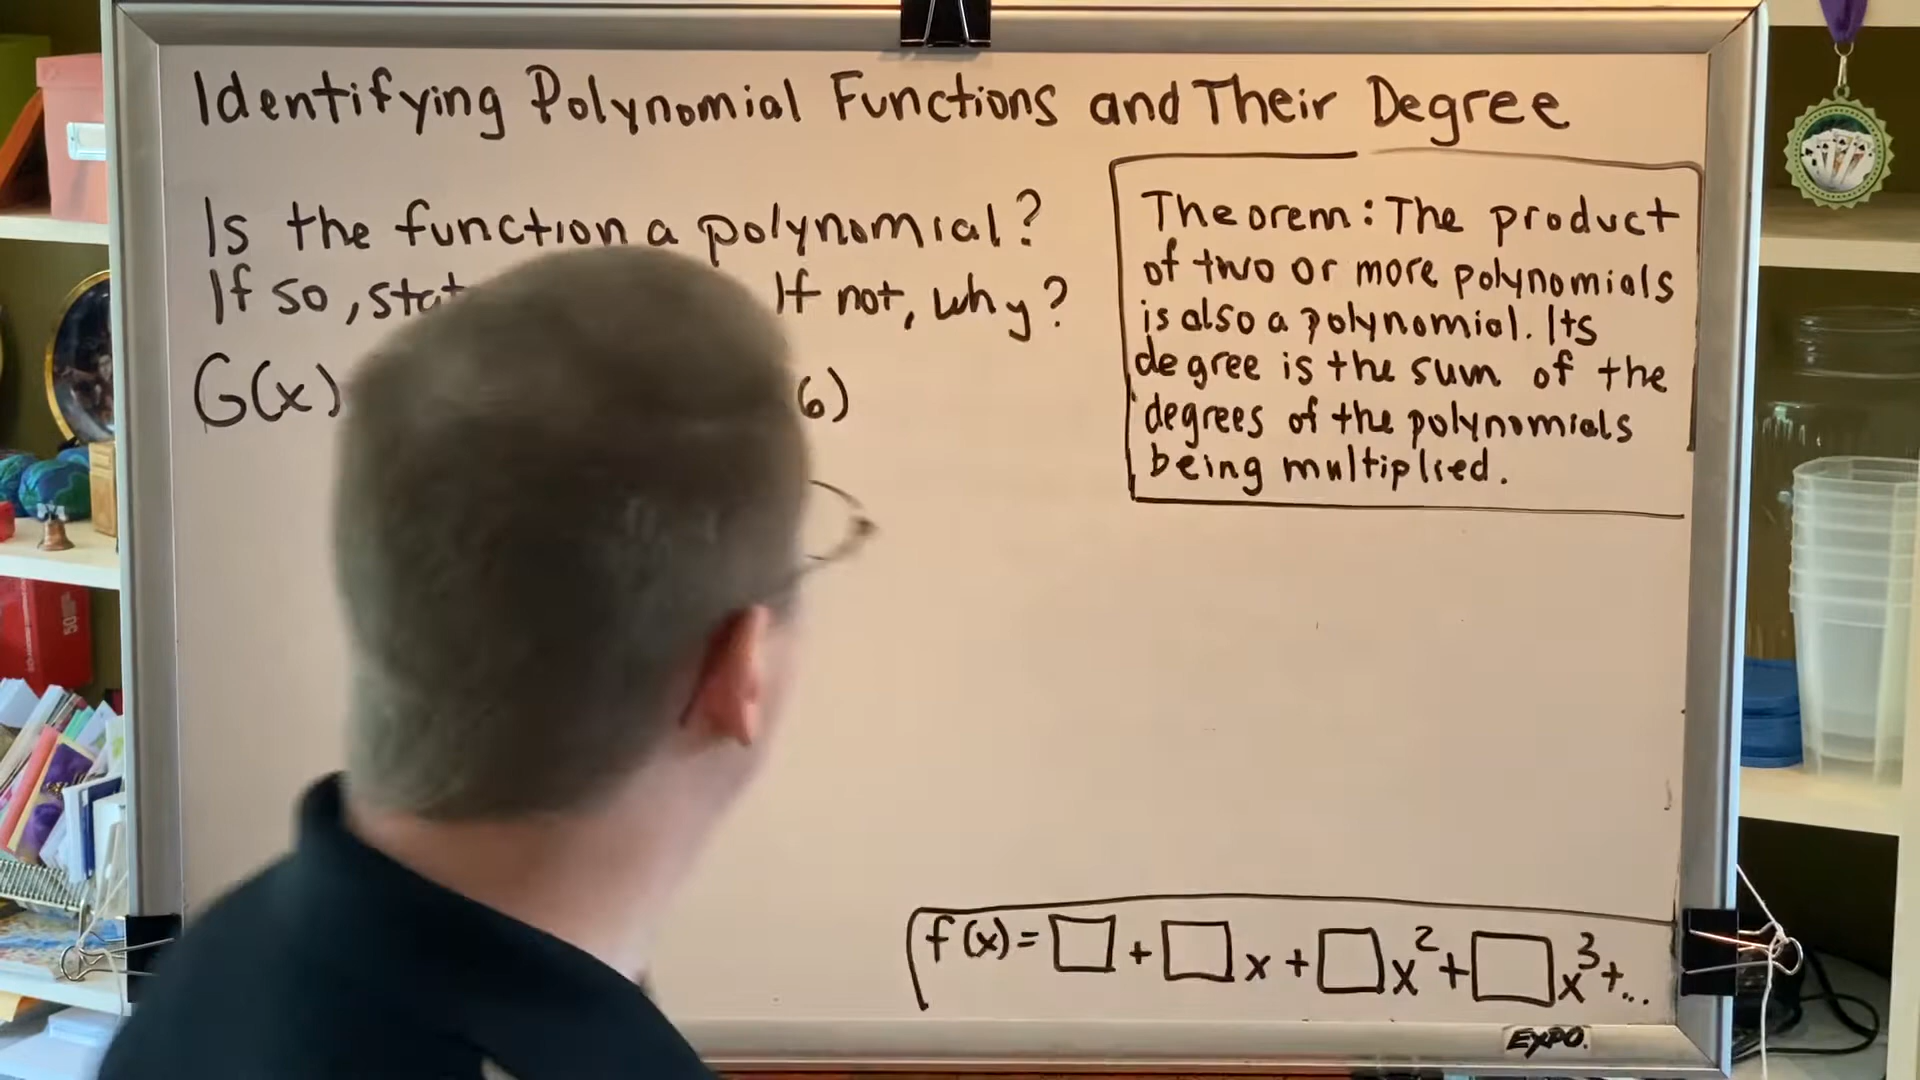 Identifying Polynomial Functions and Their Degree
Is the function a polynomial?
If so, stat If not, why?
G(x) 6)
Theorem: The product
of two or more polynomials
is also a polynomial. Its
degree is the sum of the
degrees of the polynomials
being multiplied.
f(x) = □ + □x + □x² + □x³ + ...
EXPO.
50